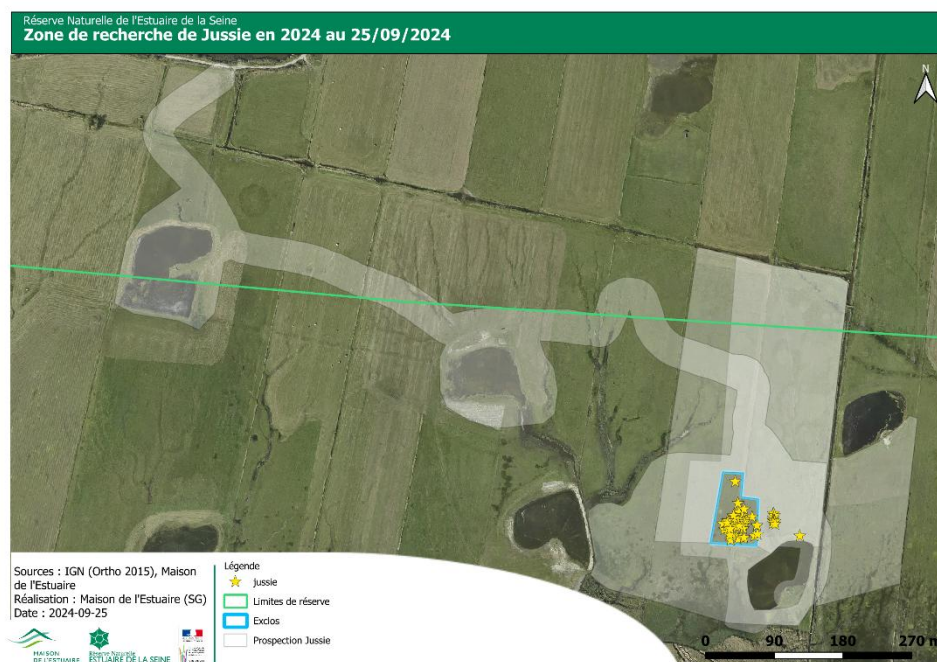 Réserve Naturelle de l'Estuaire de la Seine
Zone de recherche de Jussie en 2024 au 25/09/2024
N
Sources : IGN (Ortho 2015), Maison
de l'Estuaire
Réalisation : Maison de l'Estuaire (SG)
Date : 2024-09-25
MAISON
DE L'ESTUAIRE
Réserve Naturelle
ESTUAIRE DE LA SEINE
Légende
jussie
Limites de réserve
Exclos
Prospection Jussie
0 90 180 270 m